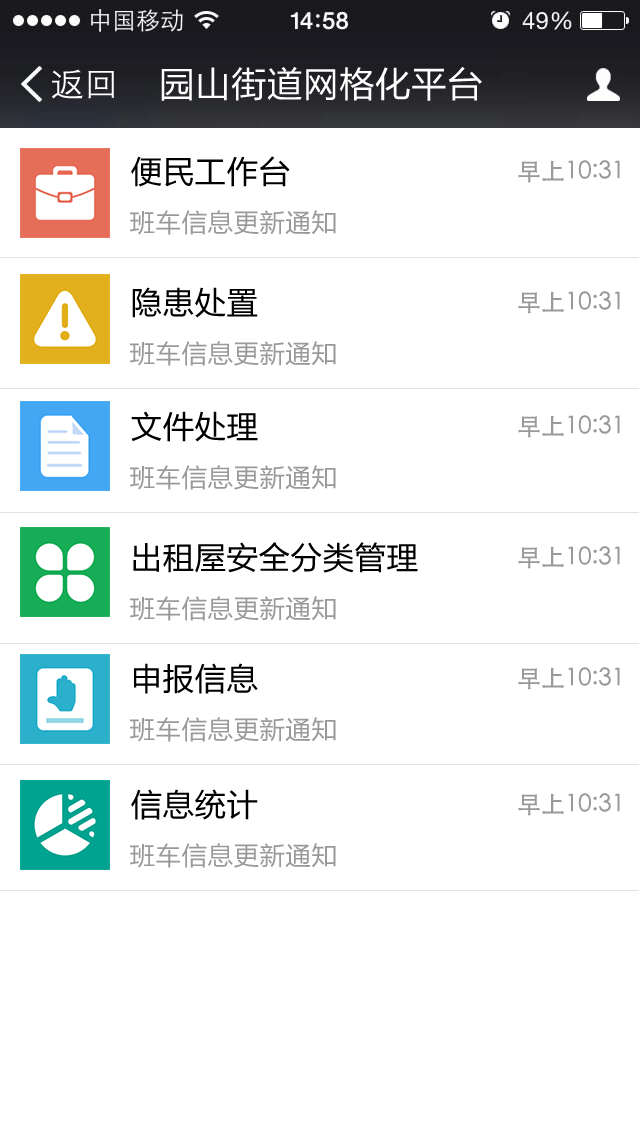 中国移动 14:58 49%
返回 园山街道网格化平台
便民工作台 早上10:31
班车信息更新通知
隐患处置 早上10:31
班车信息更新通知
文件处理 早上10:31
班车信息更新通知
出租屋安全分类管理 早上10:31
班车信息更新通知
申报信息 早上10:31
班车信息更新通知
信息统计 早上10:31
班车信息更新通知